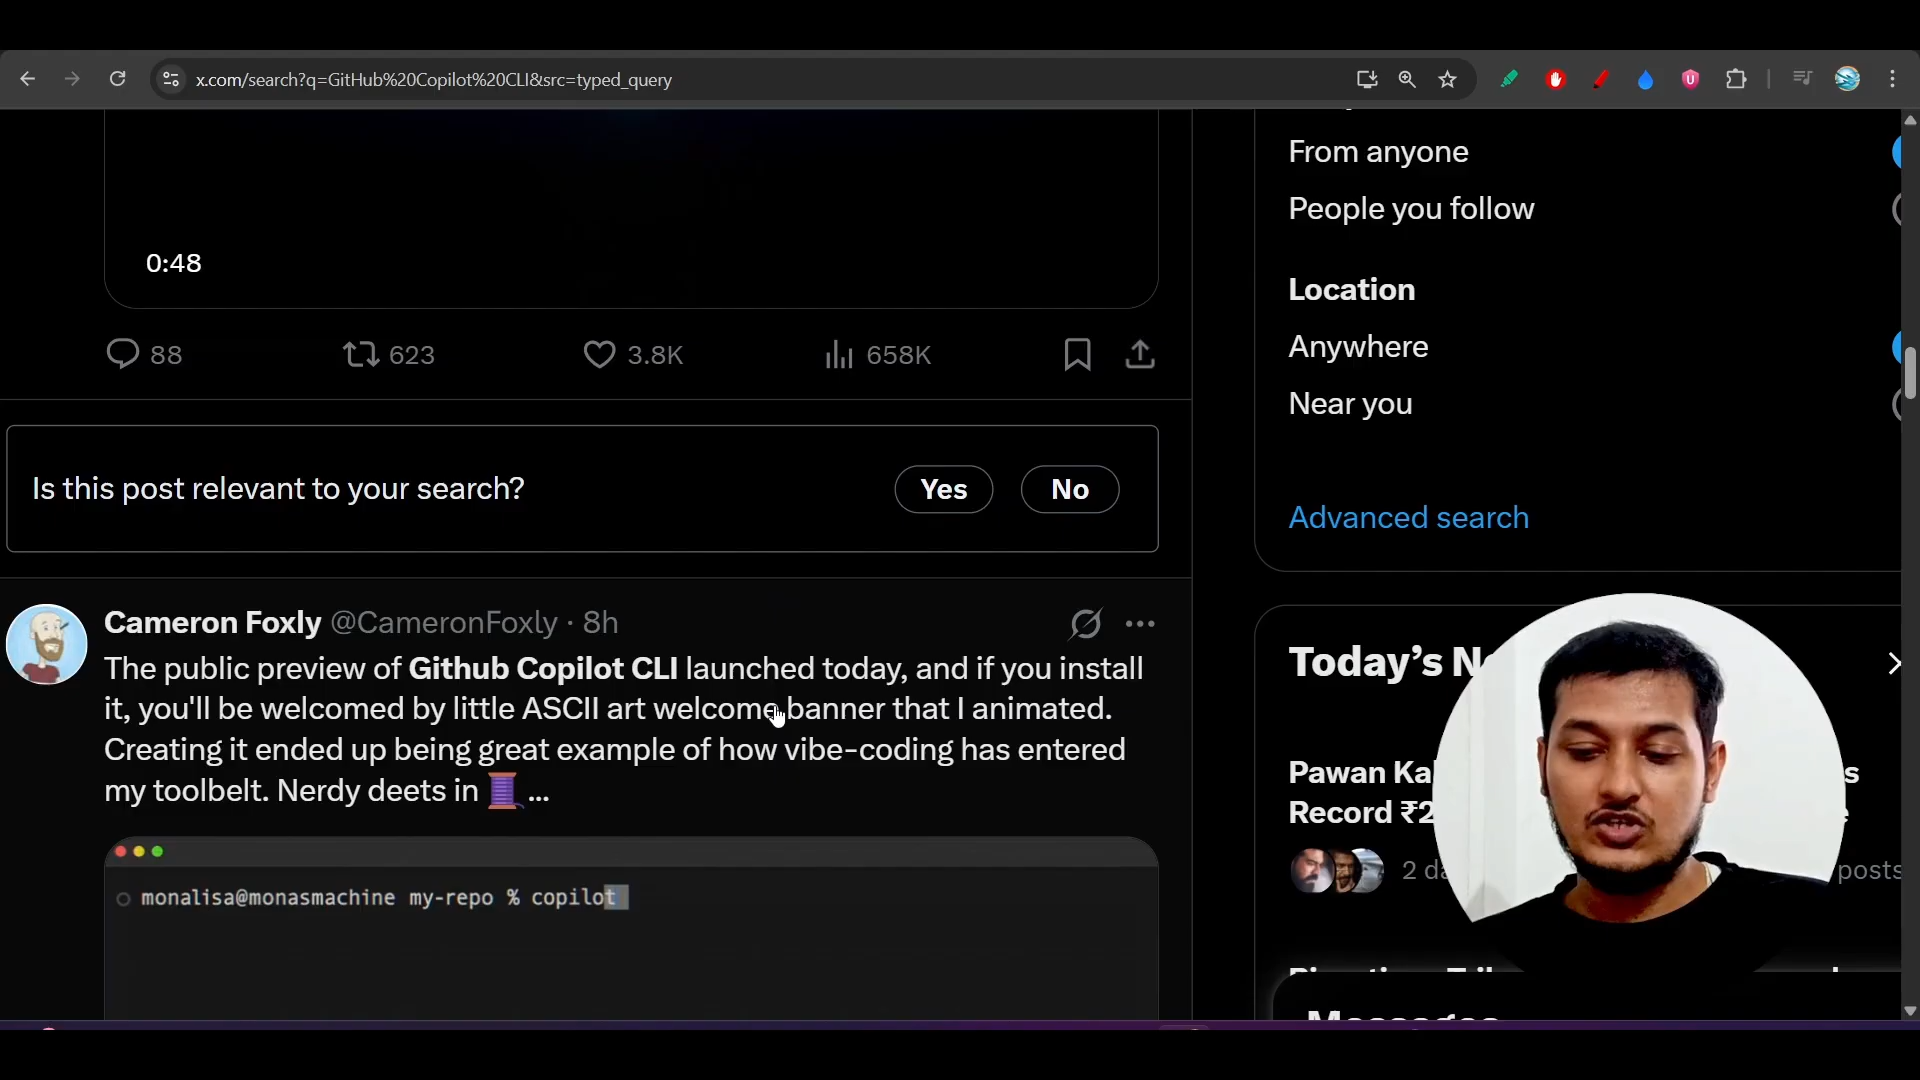 x.com/search?q=GitHub%20Copilot%20CLI&src=typed_query
From anyone
People you follow
0:48
Location
Anywhere
Near you
88 623 3.8K 658K
Is this post relevant to your search?
Yes No
Advanced search
Cameron Foxly @CameronFoxly · 8h
The public preview of Github Copilot CLI launched today, and if you install
it, you'll be welcomed by little ASCII art welcome banner that I animated.
Creating it ended up being great example of how vibe-coding has entered
my toolbelt. Nerdy deets in 🧵 ...
monalisa@monasmachine my-repo % copilot
Today's
Pawan
Record
posts
Messages